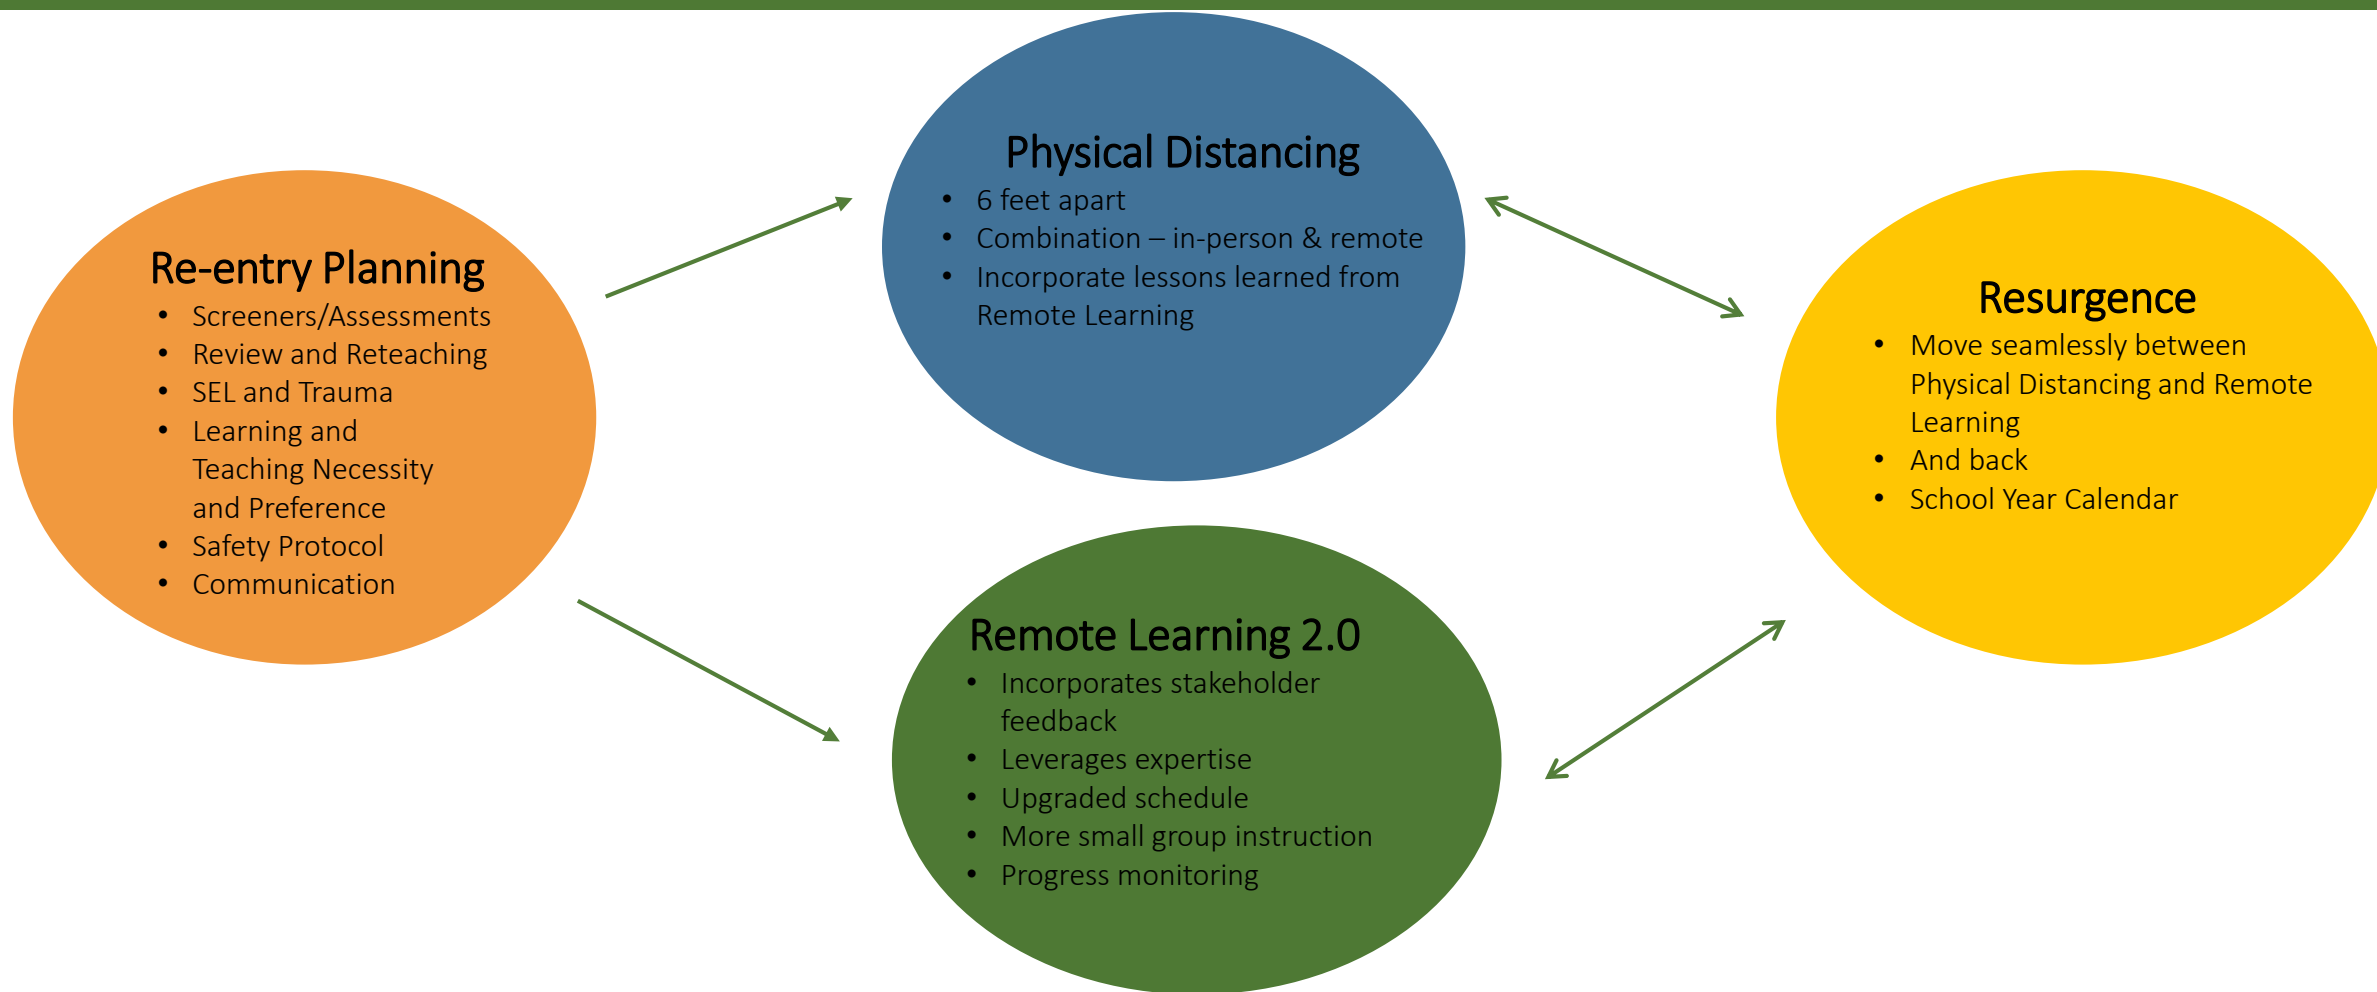 Re-entry Planning
• Screeners/Assessments
• Review and Reteaching
• SEL and Trauma
• Learning and
Teaching Necessity
and Preference
• Safety Protocol
• Communication
Physical Distancing
• 6 feet apart
• Combination – in-person & remote
• Incorporate lessons learned from
Remote Learning
Remote Learning 2.0
• Incorporates stakeholder
feedback
• Leverages expertise
• Upgraded schedule
• More small group instruction
• Progress monitoring
Resurgence
• Move seamlessly between
Physical Distancing and Remote
Learning
• And back
• School Year Calendar